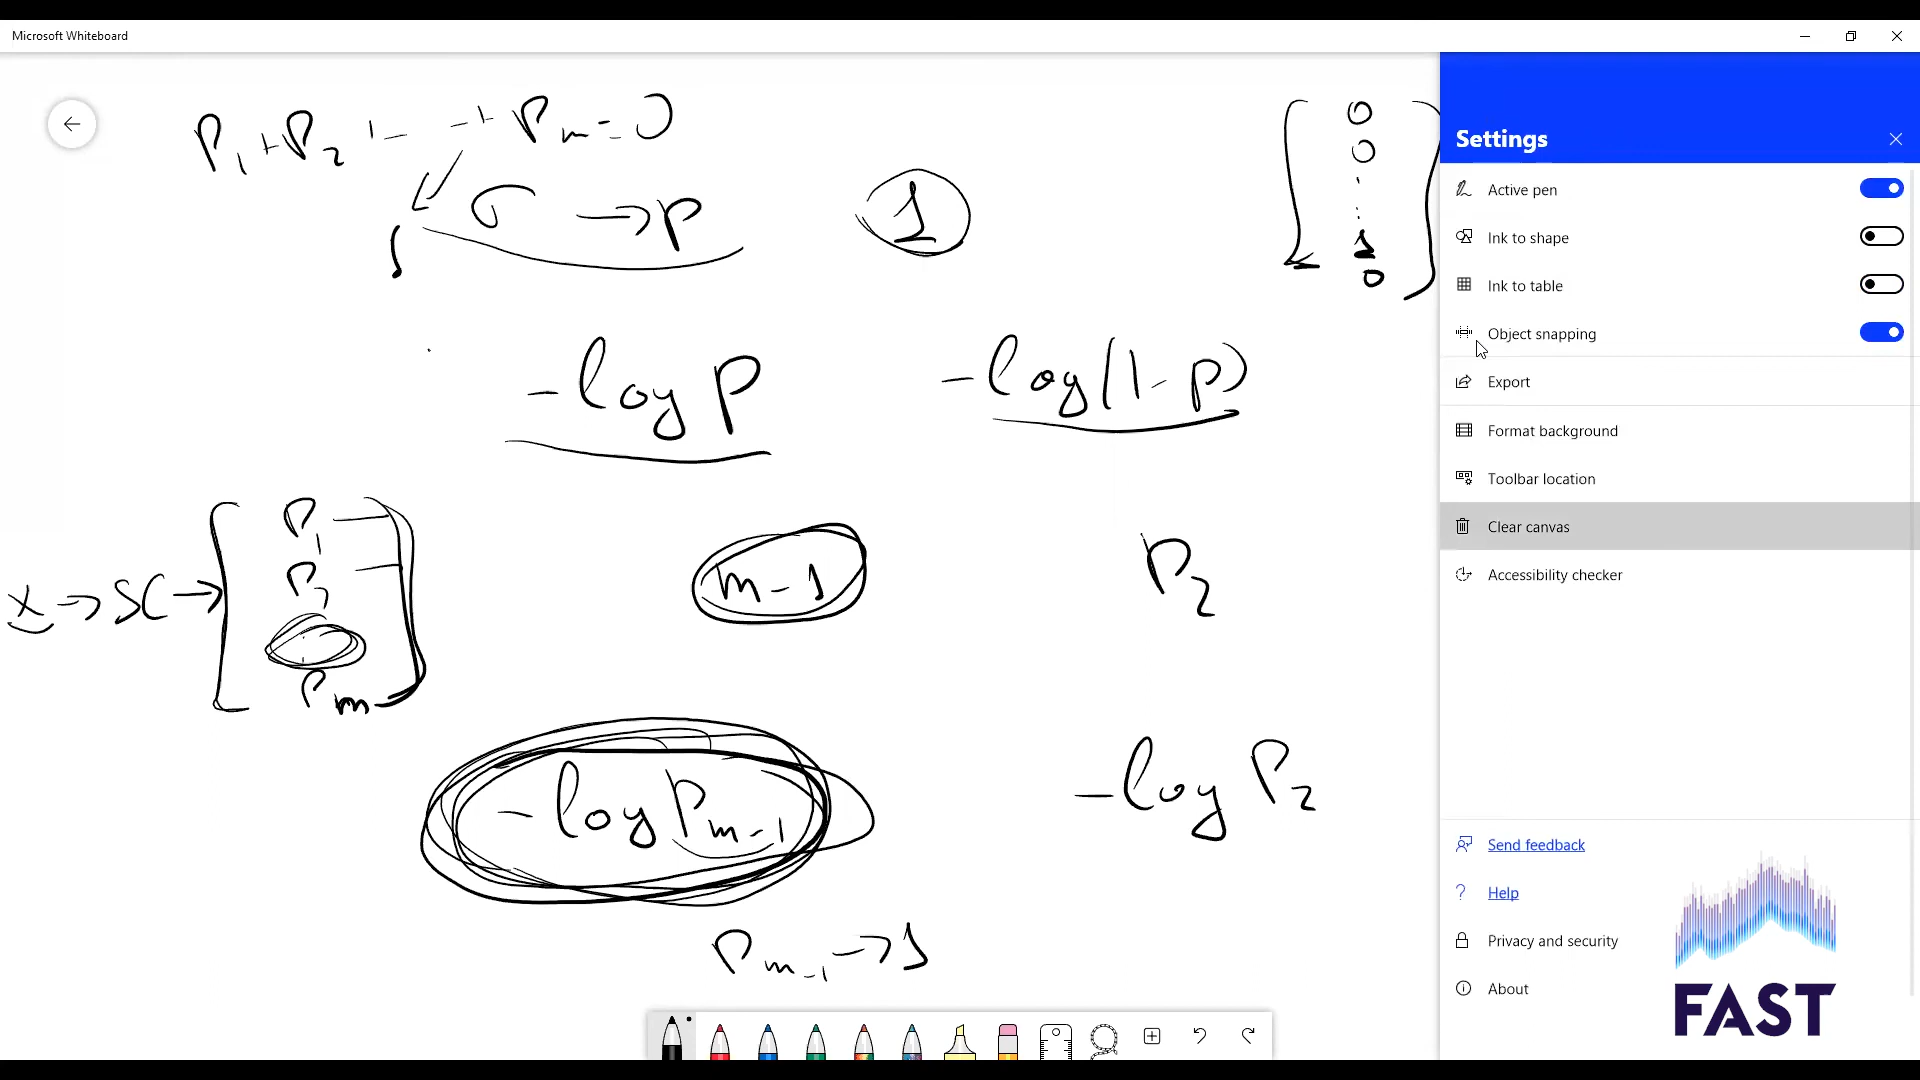 Microsoft Whiteboard
P₁+P₂+- -+Pₘ=0
σ → p
1
0
0
.
.
1
0
-log p
-log(1-p)
x → SC →
P₁
P₂
Pₘ
m-1
P₂
-log Pₘ₋₁
-log P₂
Pₘ₋₁ → 1
Settings
Active pen
Ink to shape
Ink to table
Object snapping
Export
Format background
Toolbar location
Clear canvas
Accessibility checker
Send feedback
Help
Privacy and security
About
FAST